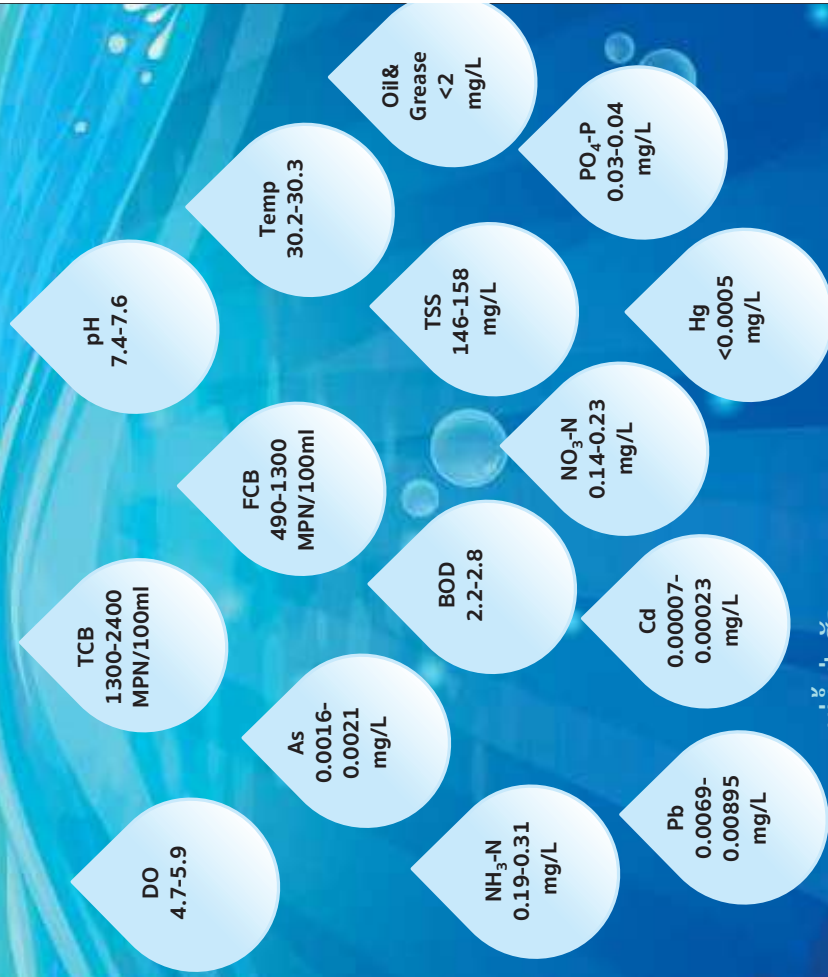 DO
4.7-5.9
TCB
1300-2400
MPN/100ml
pH
7.4-7.6
As
0.0016-
0.0021
mg/L
FCB
490-1300
MPN/100ml
Temp
30.2-30.3
NH₃-N
0.19-0.31
mg/L
BOD
2.2-2.8
TSS
146-158
mg/L
Oil&
Grease
<2
mg/L
Pb
0.0069-
0.00895
mg/L
Cd
0.00007-
0.00023
mg/L
NO₃-N
0.14-0.23
mg/L
Hg
<0.0005
mg/L
PO₄-P
0.03-0.04
mg/L